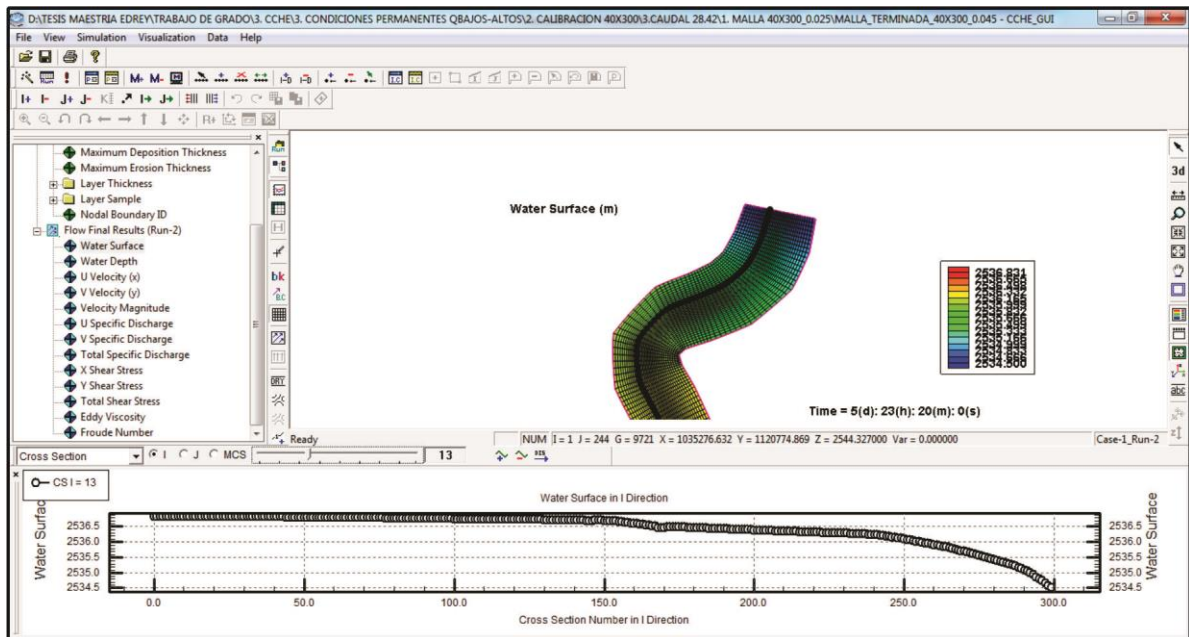 D:\TESIS MAESTRIA EDREY\TRABAJO DE GRADO\3. CCHE\3. CONDICIONES PERMANENTES QBAJOS-ALTOS\2. CALIBRACION 40X300\3.CAUDAL 28.42\1. MALLA 40X300_0.025\MALLA_TERMINADA_40X300_0.045 - CCHE_GUI
File View Simulation Visualization Data Help
M+ M-
I+ I- J+ J- I+ J+
R+
Maximum Deposition Thickness
Maximum Erosion Thickness
Layer Thickness
Layer Sample
Nodal Boundary ID
Flow Final Results (Run-2)
Water Surface
Water Depth
U Velocity (x)
V Velocity (y)
Velocity Magnitude
U Specific Discharge
V Specific Discharge
Total Specific Discharge
X Shear Stress
Y Shear Stress
Total Shear Stress
Eddy Viscosity
Froude Number
Run
bk
B.C
DRY
Water Surface (m)
2534.500
Time = 5(d): 23(h): 20(m): 0(s)
3d
abc
Ready
NUM I = 1 J = 244 G = 9721 X = 1035276.632 Y = 1120774.869 Z = 2544.327000 Var = 0.000000
Case-1_Run-2
Cross Section I J MCS 13
CS I = 13
Water Surface in I Direction
Water Surface
2536.5
2536.0
2535.5
2535.0
2534.5
Water Surface
2536.5
2536.0
2535.5
2535.0
2534.5
0.0 50.0 100.0 150.0 200.0 250.0 300.0
Cross Section Number in I Direction